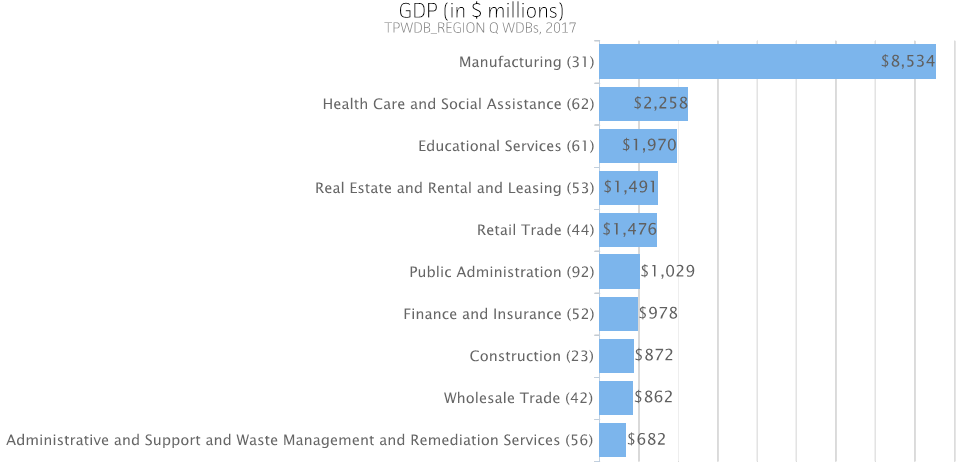 GDP (in $ millions)
TPWDB_REGION Q WDBs, 2017
Manufacturing (31) $8,534
Health Care and Social Assistance (62) $2,258
Educational Services (61) $1,970
Real Estate and Rental and Leasing (53) $1,491
Retail Trade (44) $1,476
Public Administration (92) $1,029
Finance and Insurance (52) $978
Construction (23) $872
Wholesale Trade (42) $862
Administrative and Support and Waste Management and Remediation Services (56) $682